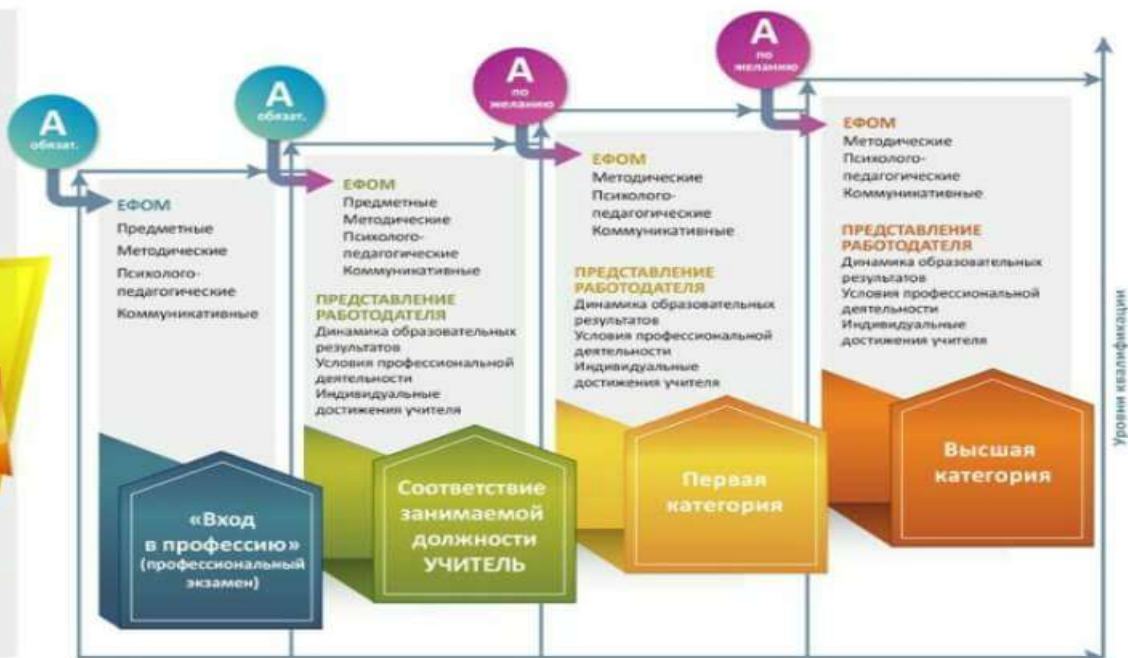 А
обязат.
ЕФОМ
Предметные
Методические
Психолого-
педагогические
Коммуникативные
«Вход
в профессию»
(профессиональный
экзамен)
А
обязат.
ЕФОМ
Предметные
Методические
Психолого-
педагогические
Коммуникативные
ПРЕДСТАВЛЕНИЕ
РАБОТОДАТЕЛЯ
Динамика образовательных
результатов
Условия профессиональной
деятельности
Индивидуальные
достижения учителя
Соответствие
занимаемой
должности
УЧИТЕЛЬ
А
по
желанию
ЕФОМ
Методические
Психолого-
педагогические
Коммуникативные
ПРЕДСТАВЛЕНИЕ
РАБОТОДАТЕЛЯ
Динамика образовательных
результатов
Условия профессиональной
деятельности
Индивидуальные
достижения учителя
Первая
категория
А
по
желанию
ЕФОМ
Методические
Психолого-
педагогические
Коммуникативные
ПРЕДСТАВЛЕНИЕ
РАБОТОДАТЕЛЯ
Динамика образовательных
результатов
Условия профессиональной
деятельности
Индивидуальные
достижения учителя
Высшая
категория
Уровни квалификации